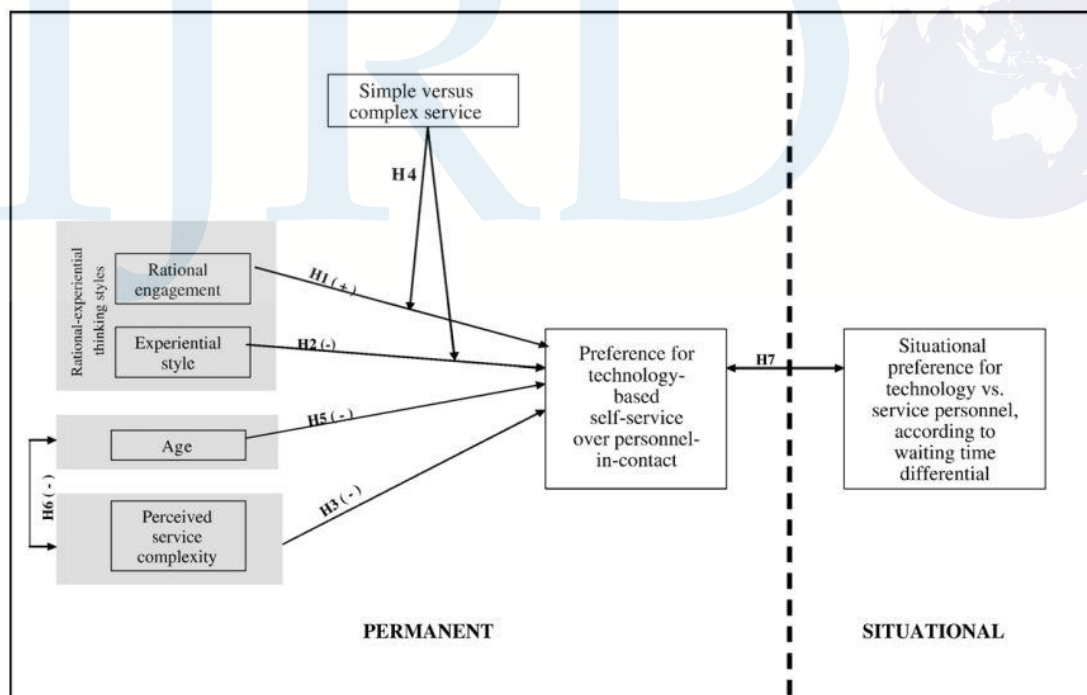 IJRD
Simple versus
complex service
H4
Rational-experiential
thinking styles
Rational
engagement
H1 (+)
Experiential
style
H2 (-)
Age
H5 (-)
H6 (-)
Perceived
service
complexity
H3 (-)
Preference for
technology-
based
self-service
over personnel-
in-contact
H7
Situational
preference for
technology vs.
service personnel,
according to
waiting time
differential
PERMANENT
SITUATIONAL